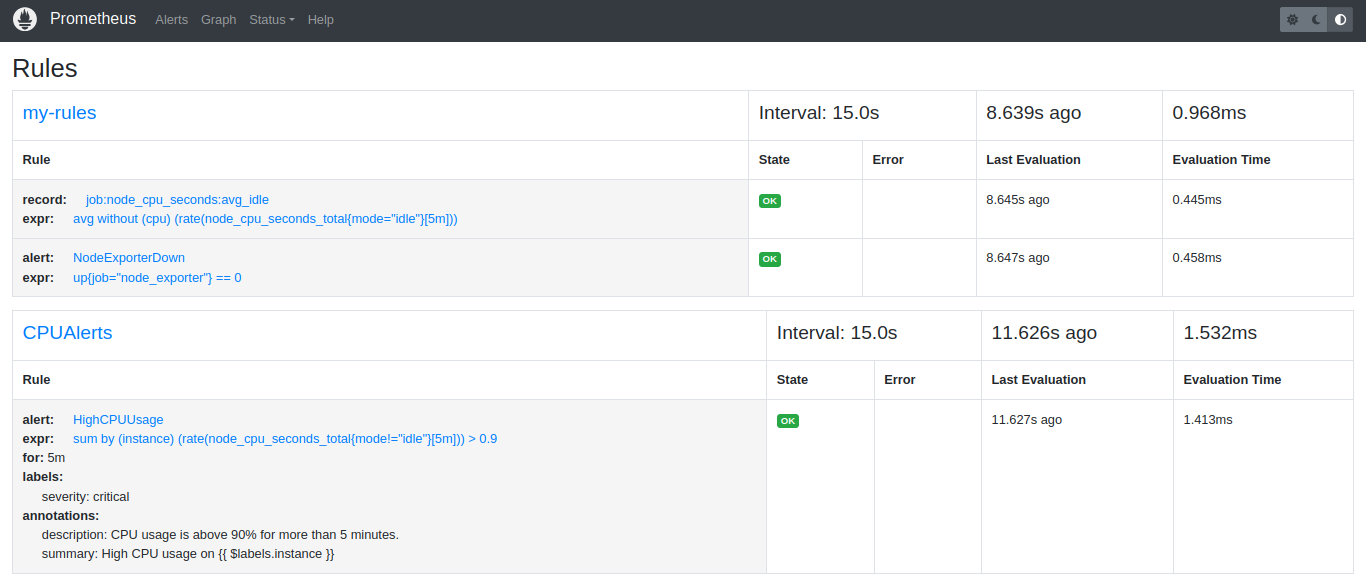 Prometheus Alerts Graph Status Help
Rules
my-rules Interval: 15.0s 8.639s ago 0.968ms
Rule State Error Last Evaluation Evaluation Time
record: job:node_cpu_seconds:avg_idle OK 8.645s ago 0.445ms
expr: avg without (cpu) (rate(node_cpu_seconds_total{mode="idle"}[5m]))
alert: NodeExporterDown OK 8.647s ago 0.458ms
expr: up{job="node_exporter"} == 0
CPUAlerts Interval: 15.0s 11.626s ago 1.532ms
Rule State Error Last Evaluation Evaluation Time
alert: HighCPUUsage OK 11.627s ago 1.413ms
expr: sum by (instance) (rate(node_cpu_seconds_total{mode!="idle"}[5m])) > 0.9
for: 5m
labels:
severity: critical
annotations:
description: CPU usage is above 90% for more than 5 minutes.
summary: High CPU usage on {{ $labels.instance }}